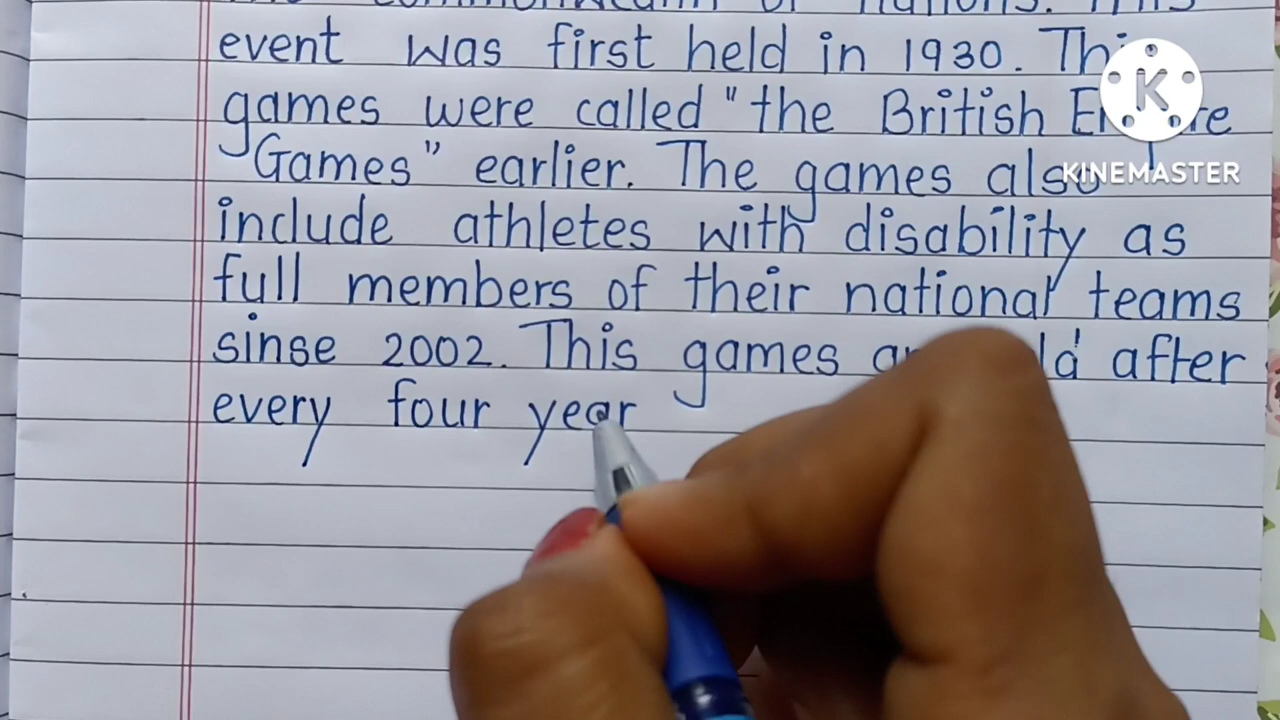 event was first held in 1930.
games were called "the British
Games" earlier. The games also
include athletes with disability as
full members of their national teams
sinse 2002. This games after
every four year
K
KINEMASTER